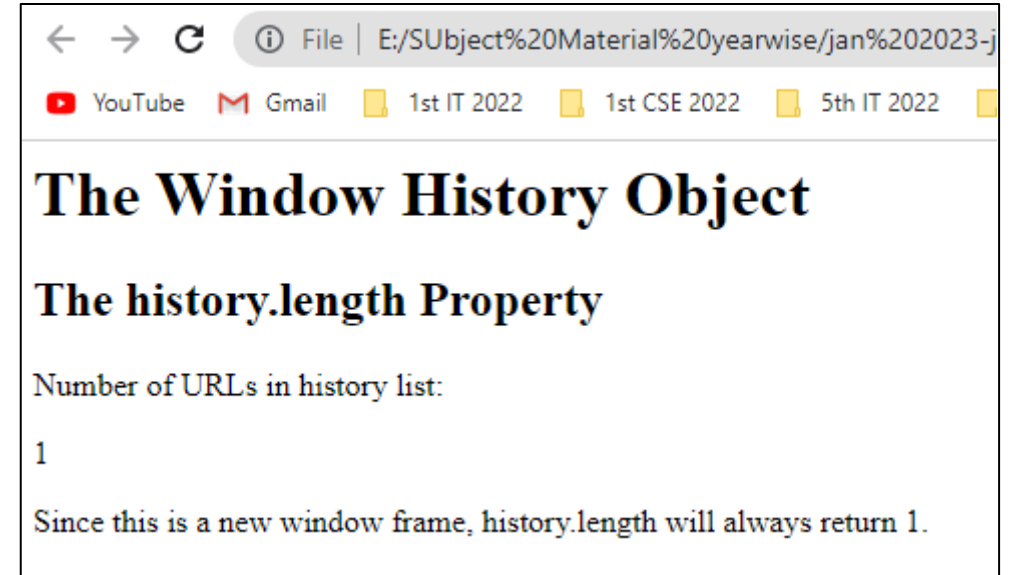 File | E:/SUbject%20Material%20yearwise/jan%202023-j
YouTube Gmail 1st IT 2022 1st CSE 2022 5th IT 2022
The Window History Object
The history.length Property
Number of URLs in history list:
1
Since this is a new window frame, history.length will always return 1.